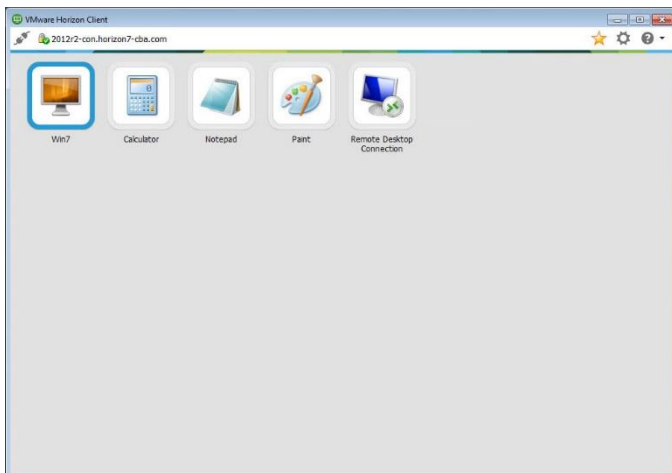 VMware Horizon Client
2012r2-con.horizon7-cba.com
Win7
Calculator
Notepad
Paint
Remote Desktop
Connection